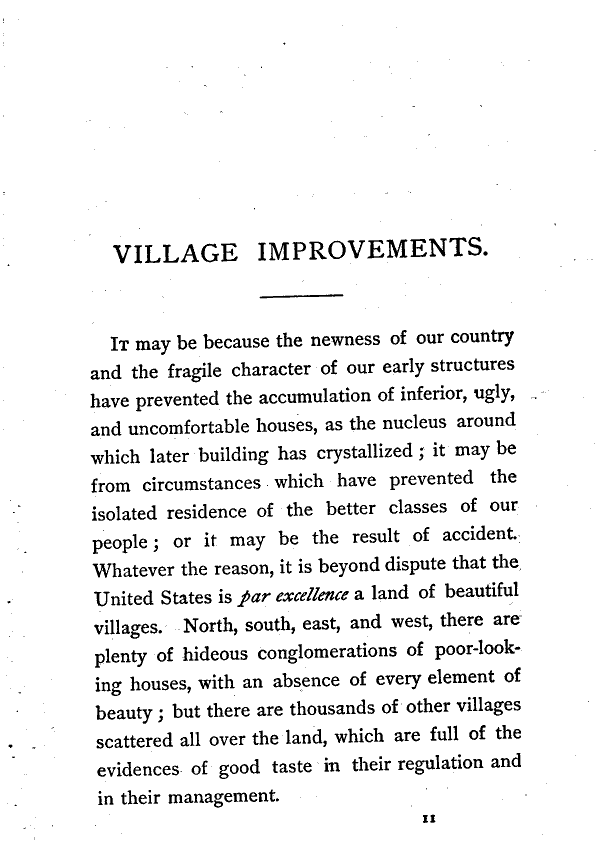 VILLAGE IMPROVEMENTS.
IT may be because the newness of our country
and the fragile character of our early structures
have prevented the accumulation of inferior, ugly,
and uncomfortable houses, as the nucleus around
which later building has crystallized ; it may be
from circumstances which have prevented the
isolated residence of the better classes of our
people ; or it may be the result of accident.
Whatever the reason, it is beyond dispute that the
United States is par excellence a land of beautiful
villages. North, south, east, and west, there are
plenty of hideous conglomerations of poor-look-
ing houses, with an absence of every element of
beauty ; but there are thousands of other villages
scattered all over the land, which are full of the
evidences of good taste in their regulation and
in their management.
11